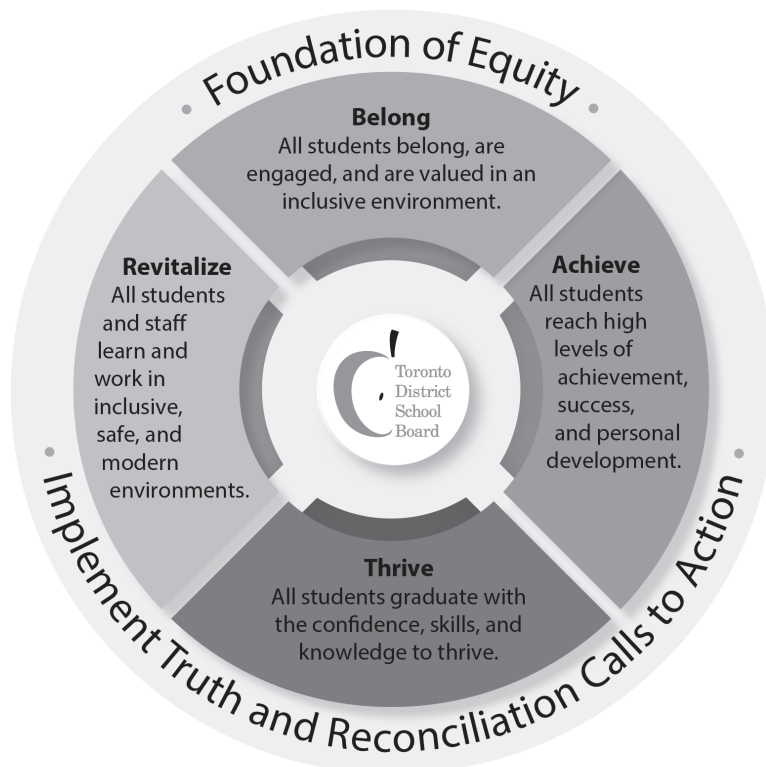 Foundation of Equity
Belong
All students belong, are
engaged, and are valued in an
inclusive environment.
Achieve
All students
reach high
levels of
achievement,
success,
and personal
development.
Thrive
All students graduate with
the confidence, skills, and
knowledge to thrive.
Revitalize
All students
and staff
learn and
work in
inclusive,
safe, and
modern
environments.
Toronto
District
School
Board
Implement Truth and Reconciliation Calls to Action